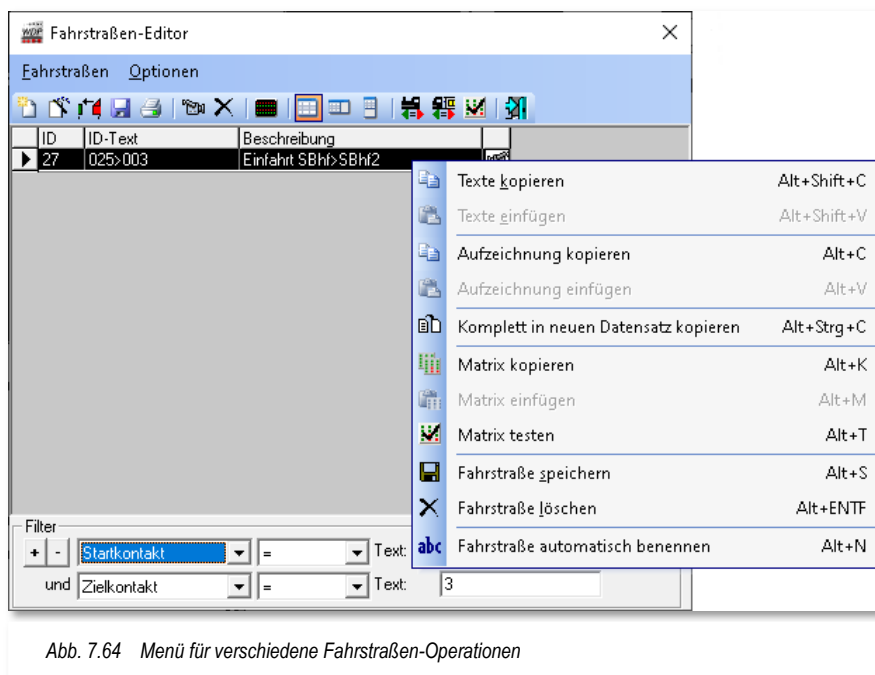 WDP Fahrstraßen-Editor
Fahrstraßen Optionen
ID ID-Text Beschreibung
27 025>003 Einfahrt SBhf>SBhf2
Texte kopieren Alt+Shift+C
Texte einfügen Alt+Shift+V
Aufzeichnung kopieren Alt+C
Aufzeichnung einfügen Alt+V
Komplett in neuen Datensatz kopieren Alt+Strg+C
Matrix kopieren Alt+K
Matrix einfügen Alt+M
Matrix testen Alt+T
Fahrstraße speichern Alt+S
Fahrstraße löschen Alt+ENTF
abc Fahrstraße automatisch benennen Alt+N
Filter
+ - Startkontakt = Text:
und Zielkontakt = Text: 3
Abb. 7.64 Menü für verschiedene Fahrstraßen-Operationen